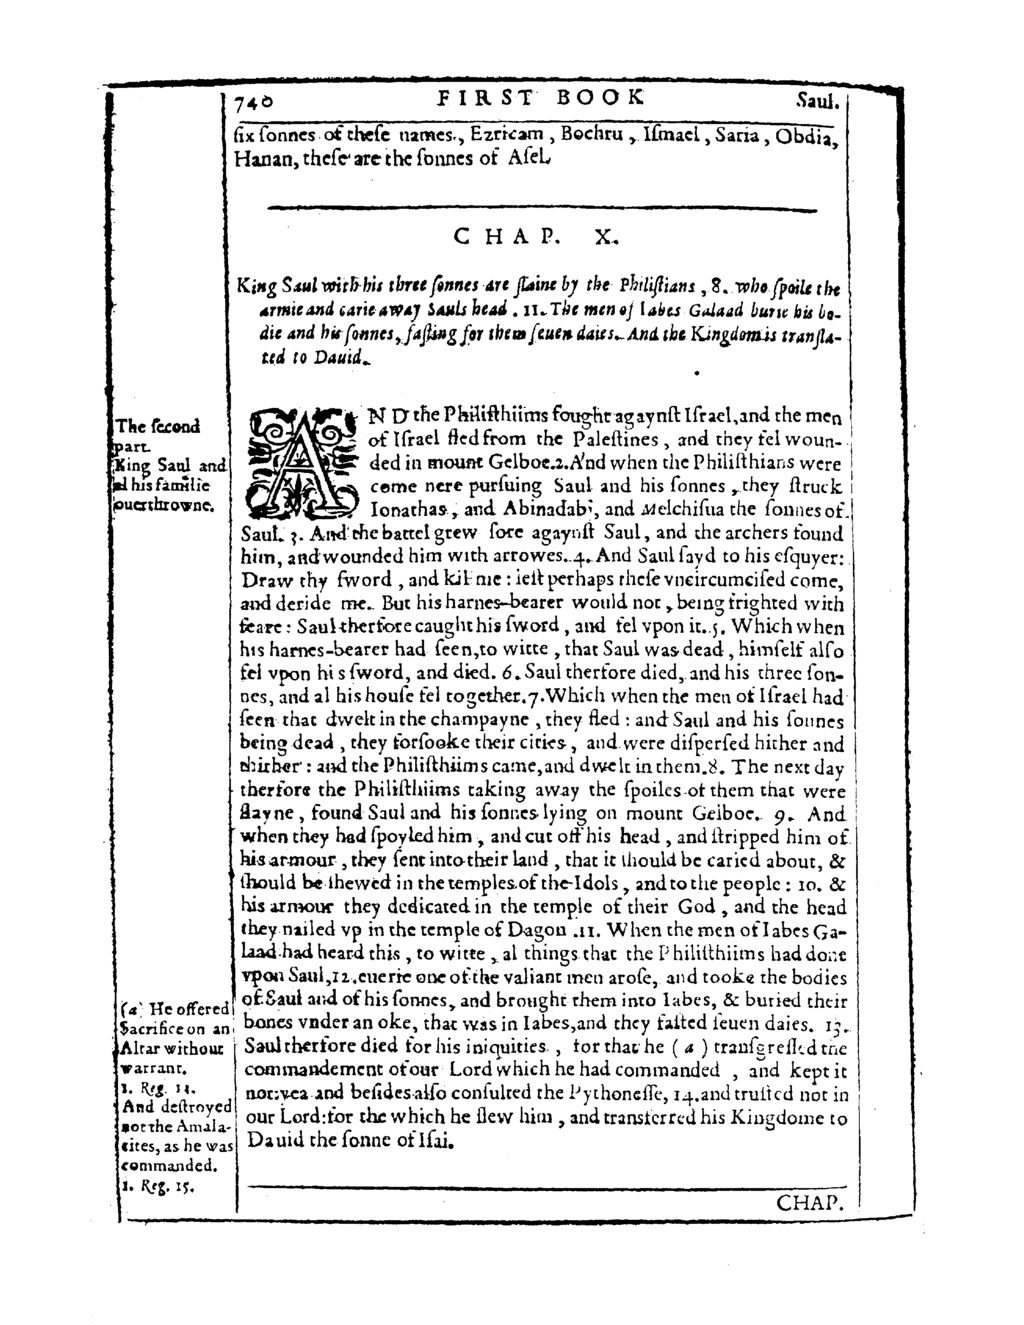 740 FIRST BOOK Saul.
ſix ſonnes of theſe names, Ezricam, Bochru, Iſmael, Saria, Obdia,
Hanan, theſe are the ſonnes of Aſel.
CHAP. X.
King Saul with his three ſonnes are ſlaine by the Philiſtians, 8. who ſpoile the
armie and carie away Sauls head. 11. The men of Iabes Galaad burie his bo-
die and his ſonnes, faſting for them ſeuen daies. And the Kingdom is tranſla-
ted to Dauid.
The ſecond
part.
King Saul and
al his familie
ouerthrowne.
AND the Philiſthiims fought agaynſt Iſrael, and the men
of Iſrael fled from the Paleſtines, and they fel woun-
ded in mount Gelboe. 2. And when the Philiſthians were
come nere purſuing Saul and his ſonnes, they ſtruck
Ionathas, and Abinadab, and Melchiſua the ſonnes of
Saul. 3. And the battel grew ſore agaynſt Saul, and the archers found
him, and wounded him with arrowes. 4. And Saul ſayd to his eſquyer:
Draw thy ſword, and kil me: leſt perhaps theſe vncircumciſed come,
and deride me. But his harnes-bearer would not, being frighted with
feare: Saul therfore caught his ſword, and fel vpon it. 5. Which when
his harnes-bearer had ſeen, to witte, that Saul was dead, himſelf alſo
fel vpon his ſword, and died. 6. Saul therfore died, and his three ſon-
nes, and al his houſe fel together. 7. Which when the men of Iſrael had
ſeen that dwelt in the champayne, they fled: and Saul and his ſonnes
being dead, they forſooke their cities, and were diſperſed hither and
thither: and the Philiſthiims came, and dwelt in them. 8. The next day
therfore the Philiſthiims taking away the ſpoiles of them that were
ſlayne, found Saul and his ſonnes lying on mount Gelboe. 9. And
when they had ſpoyled him, and cut off his head, and ſtripped him of
his armour, they ſent into their land, that it ſhould be caried about, &
ſhould be ſhewed in the temples of the Idols, and to the people: 10. &
his armour they dedicated in the temple of their God, and the head
they nailed vp in the temple of Dagon. 11. When the men of Iabes Ga-
laad had heard this, to witte, al things that the Philiſthiims had done
vpon Saul, 12. euerie one of the valiant men aroſe, and tooke the bodies
of Saul and of his ſonnes, and brought them into Iabes, & buried their
bones vnder an oke, that was in Iabes, and they faſted ſeuen daies. 13.
Saul therfore died for his iniquities, for that he (a) tranſgreſſed the
commandement of our Lord which he had commanded, and kept it
not: yea and beſides alſo conſulted the Pythoneſſe, 14. and truſted not in
our Lord: for the which he ſlew him, and transferred his Kingdome to
Dauid the ſonne of Iſai.
(a) He offered
Sacrifice on an
Altar without
warrant.
1. Reg. 13.
And deſtroyed
not the Amala-
cites, as he was
commanded.
1. Reg. 15.
CHAP.